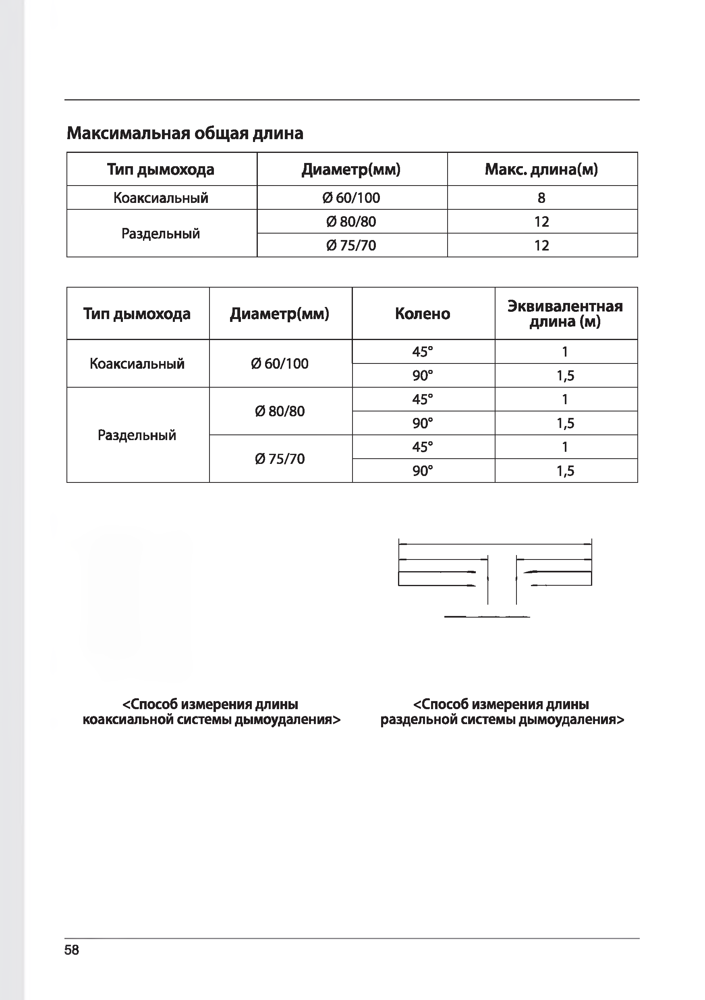 Максимальная общая длина
Тип дымохода Диаметр(мм) Макс. длина(м)
Коаксиальный Ø 60/100 8
Раздельный Ø 80/80 12
Ø 75/70 12
Тип дымохода Диаметр(мм) Колено Эквивалентная
длина (м)
Коаксиальный Ø 60/100 45° 1
90° 1,5
Раздельный Ø 80/80 45° 1
90° 1,5
Ø 75/70 45° 1
90° 1,5
<Способ измерения длины
коаксиальной системы дымоудаления>
<Способ измерения длины
раздельной системы дымоудаления>
58